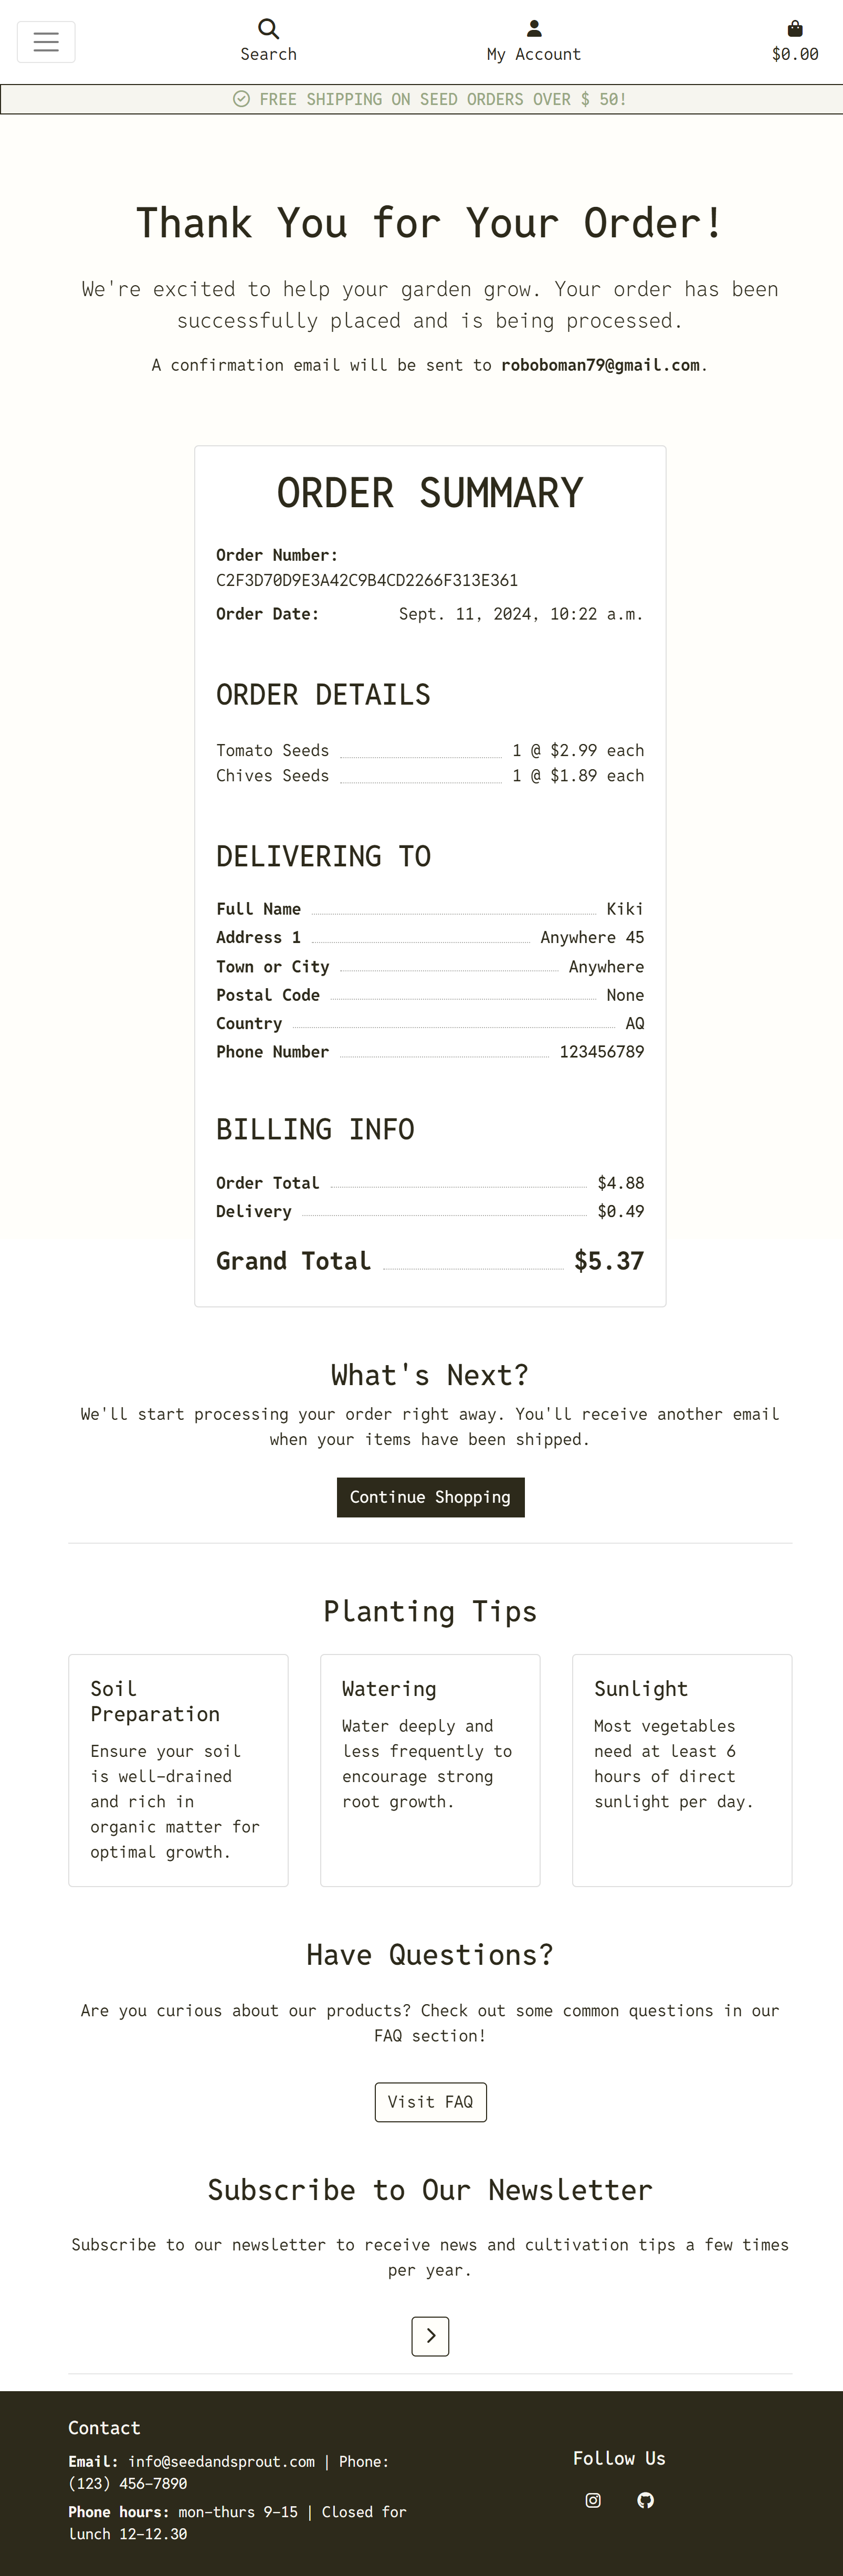 Search
My Account
$0.00
FREE SHIPPING ON SEED ORDERS OVER $ 50!
Thank You for Your Order!
We're excited to help your garden grow. Your order has been
successfully placed and is being processed.
A confirmation email will be sent to roboboman79@gmail.com.
ORDER SUMMARY
Order Number:
C2F3D70D9E3A42C9B4CD2266F313E361
Order Date: Sept. 11, 2024, 10:22 a.m.
ORDER DETAILS
Tomato Seeds 1 @ $2.99 each
Chives Seeds 1 @ $1.89 each
DELIVERING TO
Full Name Kiki
Address 1 Anywhere 45
Town or City Anywhere
Postal Code None
Country AQ
Phone Number 123456789
BILLING INFO
Order Total $4.88
Delivery $0.49
Grand Total $5.37
What's Next?
We'll start processing your order right away. You'll receive another email
when your items have been shipped.
Continue Shopping
Planting Tips
Soil
Preparation
Ensure your soil
is well-drained
and rich in
organic matter for
optimal growth.
Watering
Water deeply and
less frequently to
encourage strong
root growth.
Sunlight
Most vegetables
need at least 6
hours of direct
sunlight per day.
Have Questions?
Are you curious about our products? Check out some common questions in our
FAQ section!
Visit FAQ
Subscribe to Our Newsletter
Subscribe to our newsletter to receive news and cultivation tips a few times
per year.
Contact
Email: info@seedandsprout.com | Phone:
(123) 456-7890
Phone hours: mon-thurs 9-15 | Closed for
lunch 12-12.30
Follow Us